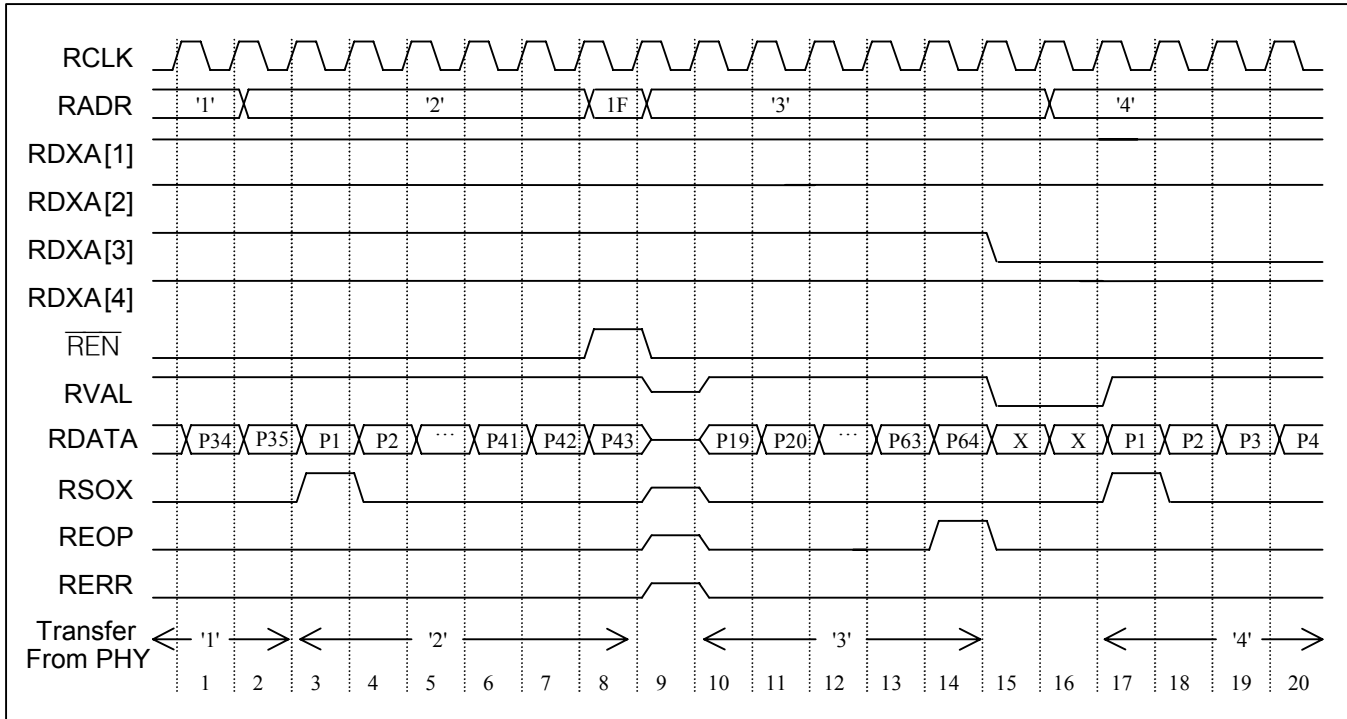 RCLK
RADR '1' '2' 1F '3' '4'
RDXA[1]
RDXA[2]
RDXA[3]
RDXA[4]
REN
RVAL
RDATA P34 P35 P1 P2 ... P41 P42 P43 P19 P20 ... P63 P64 X X P1 P2 P3 P4
RSOX
REOP
RERR
Transfer From PHY '1' '2' '3' '4'
1 2 3 4 5 6 7 8 9 10 11 12 13 14 15 16 17 18 19 20